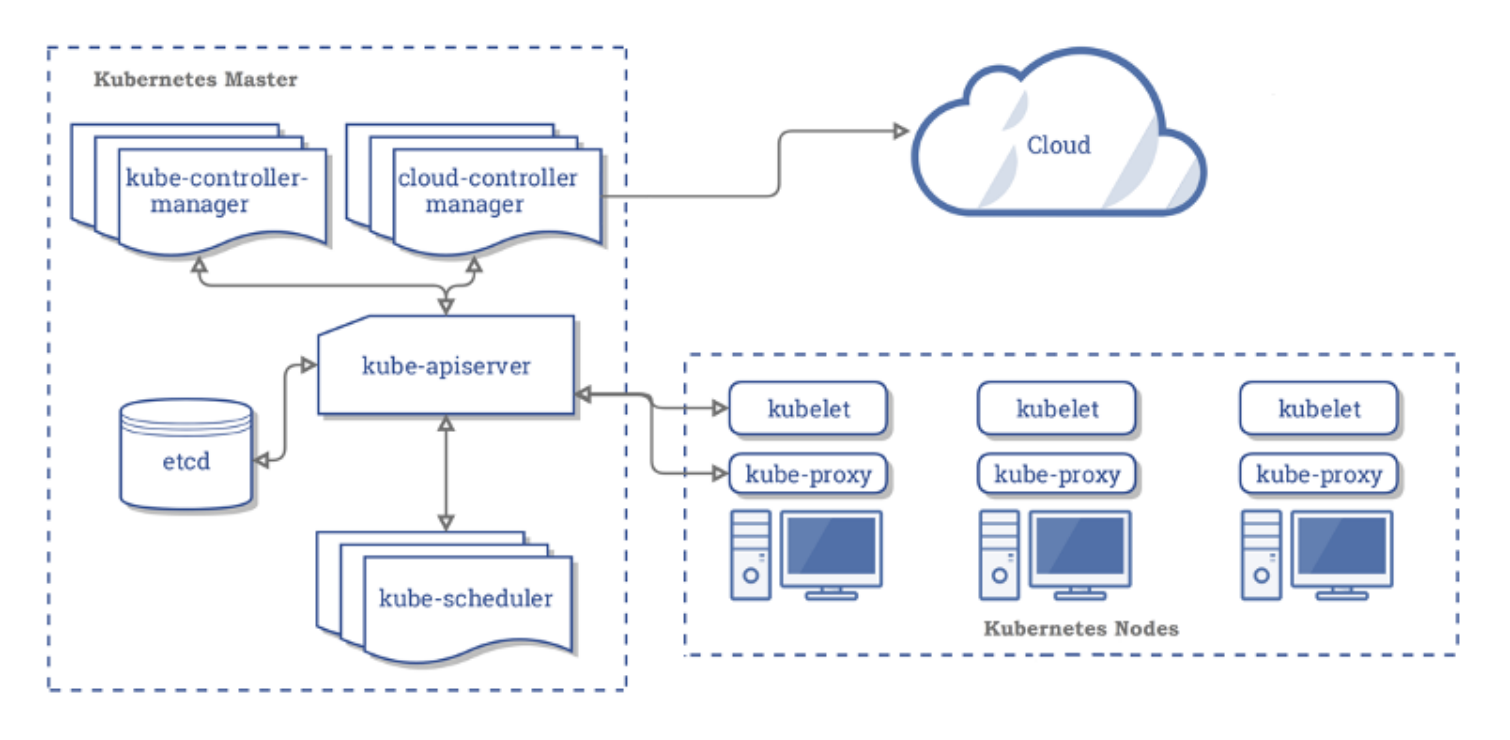 Kubernetes Master
kube-controller-
manager
cloud-controller
manager
Cloud
kube-apiserver
etcd
kube-scheduler
kubelet
kubelet
kubelet
kube-proxy
kube-proxy
kube-proxy
Kubernetes Nodes